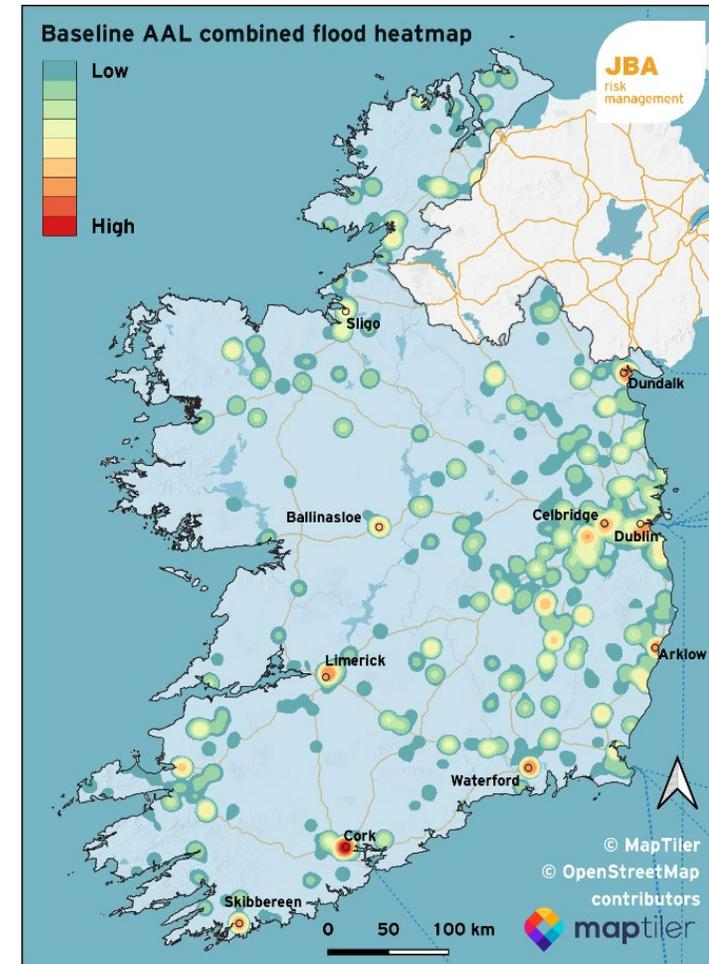 Baseline AAL combined flood heatmap
Low
High
JBA
risk
management
Sligo
Dundalk
Ballinasloe
Celbridge
Dublin
Limerick
Arklow
Waterford
Cork
Skibbereen
© MapTiler
© OpenStreetMap
contributors
0 50 100 km
maptiler